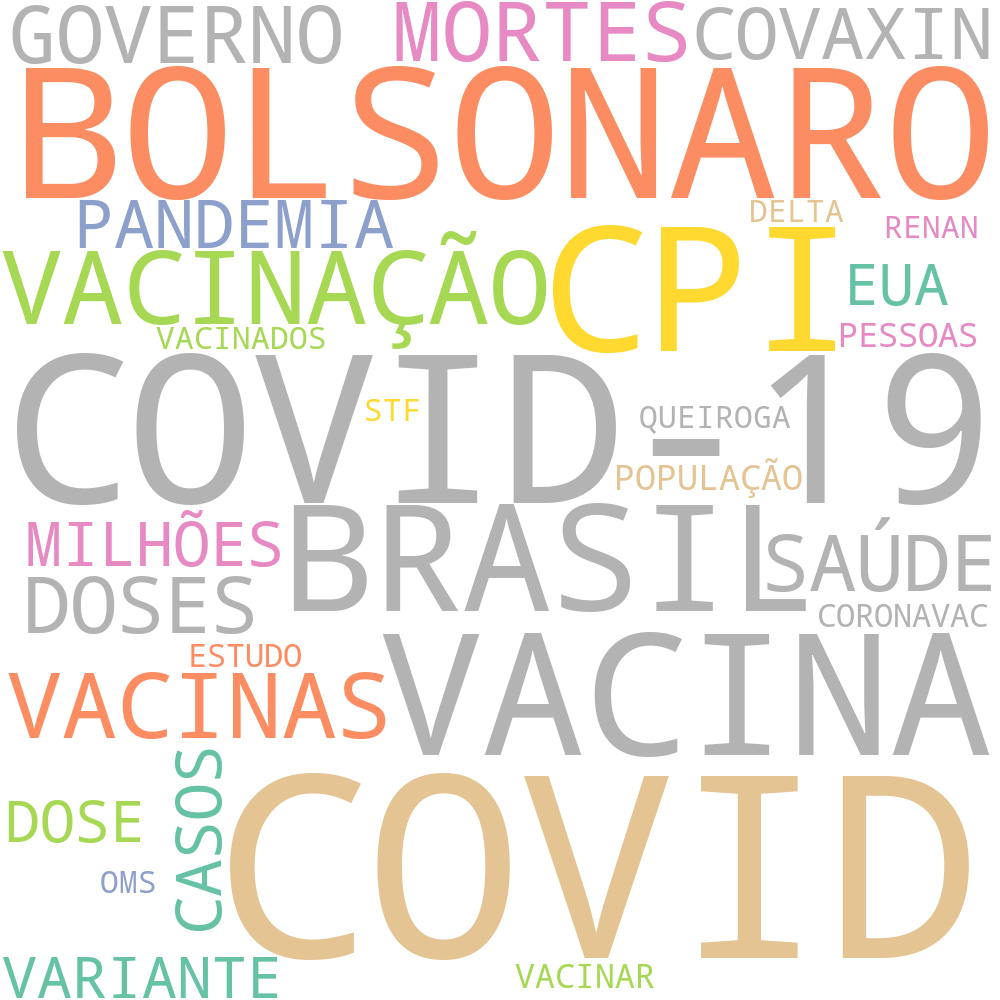 GOVERNO
MORTES
COVAXIN
BOLSONARO
PANDEMIA
DELTA
RENAN
VACINAÇÃO
CPI
EUA
VACINADOS
PESSOAS
COVID-19
STF
QUEIROGA
POPULAÇÃO
MILHÕES
BRASIL
SAÚDE
DOSES
CORONAVAC
ESTUDO
VACINA
VACINAS
CASOS
COVID
DOSE
OMS
VARIANTE
VACINAR